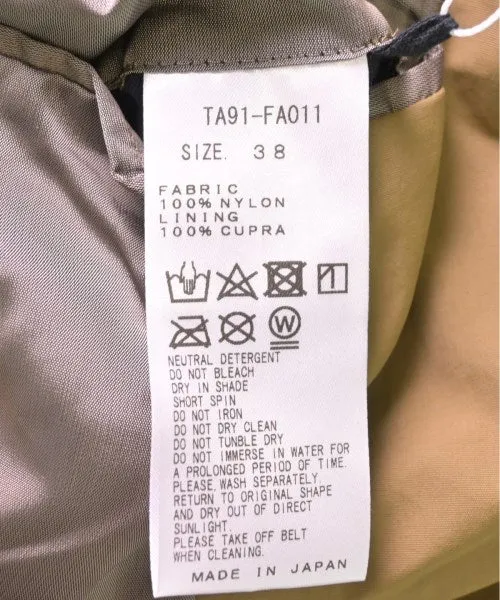 TA91-FA011
SIZE. 38
FABRIC
100% NYLON
LINING
100% CUPRA
W
NEUTRAL DETERGENT
DO NOT BLEACH
DRY IN SHADE
SHORT SPIN
DO NOT IRON
DO NOT DRY CLEAN
DO NOT TUNBLE DRY
DO NOT IMMERSE IN WATER FOR
A PROLONGED PERIOD OF TIME.
PLEASE WASH SEPARATELY
RETURN TO ORIGINAL SHAPE
AND DRY OUT OF DIRECT
SUNLIGHT.
PLEASE TAKE OFF BELT
WHEN CLEANING.
MADE IN JAPAN